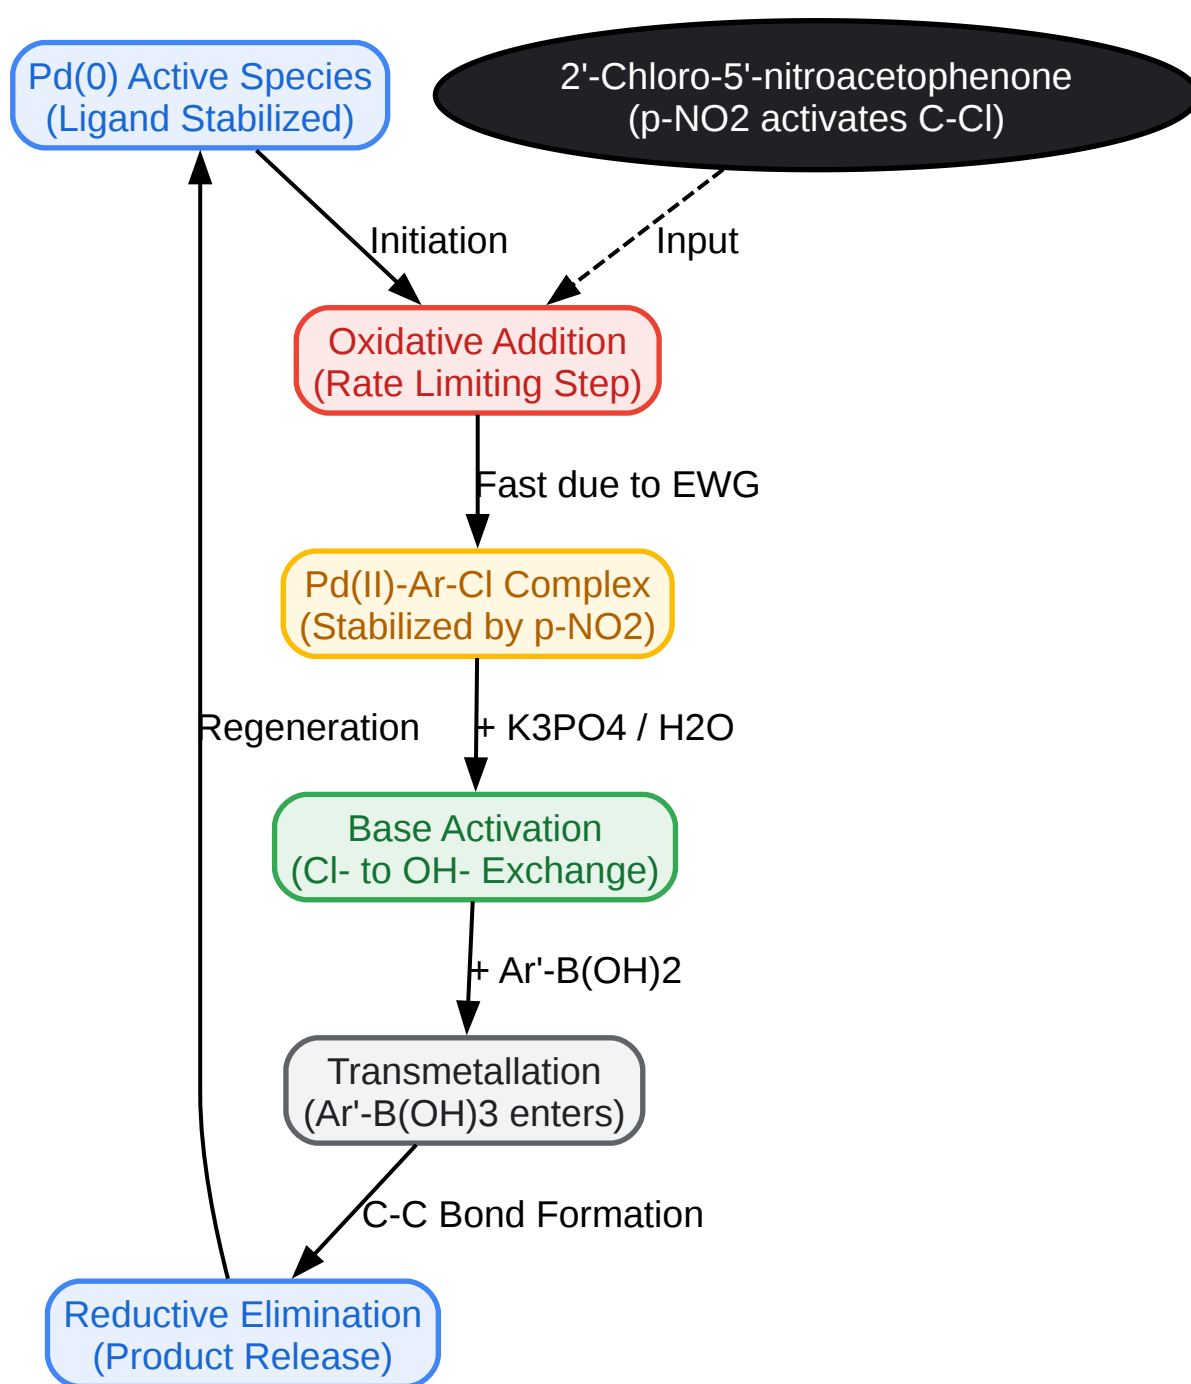 Pd(0) Active Species
(Ligand Stabilized)
2'-Chloro-5'-nitroacetophenone
(p-NO2 activates C-Cl)
Initiation
Input
Oxidative Addition
(Rate Limiting Step)
Fast due to EWG
Pd(II)-Ar-Cl Complex
(Stabilized by p-NO2)
Regeneration
+ K3PO4 / H2O
Base Activation
(Cl- to OH- Exchange)
+ Ar'-B(OH)2
Transmetallation
(Ar'-B(OH)3 enters)
C-C Bond Formation
Reductive Elimination
(Product Release)